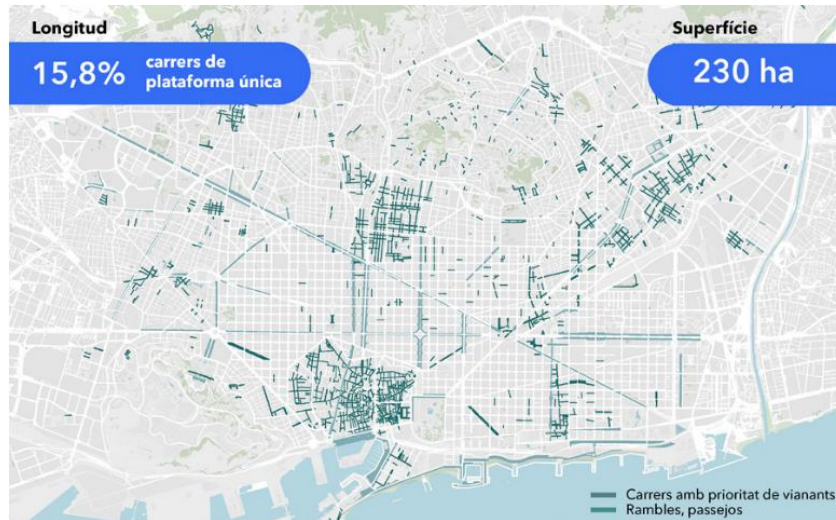 Longitud
15,8% carrers de
plataforma única
Superfície
230 ha
Carrers amb prioritat de vianants
Rambles, passejos